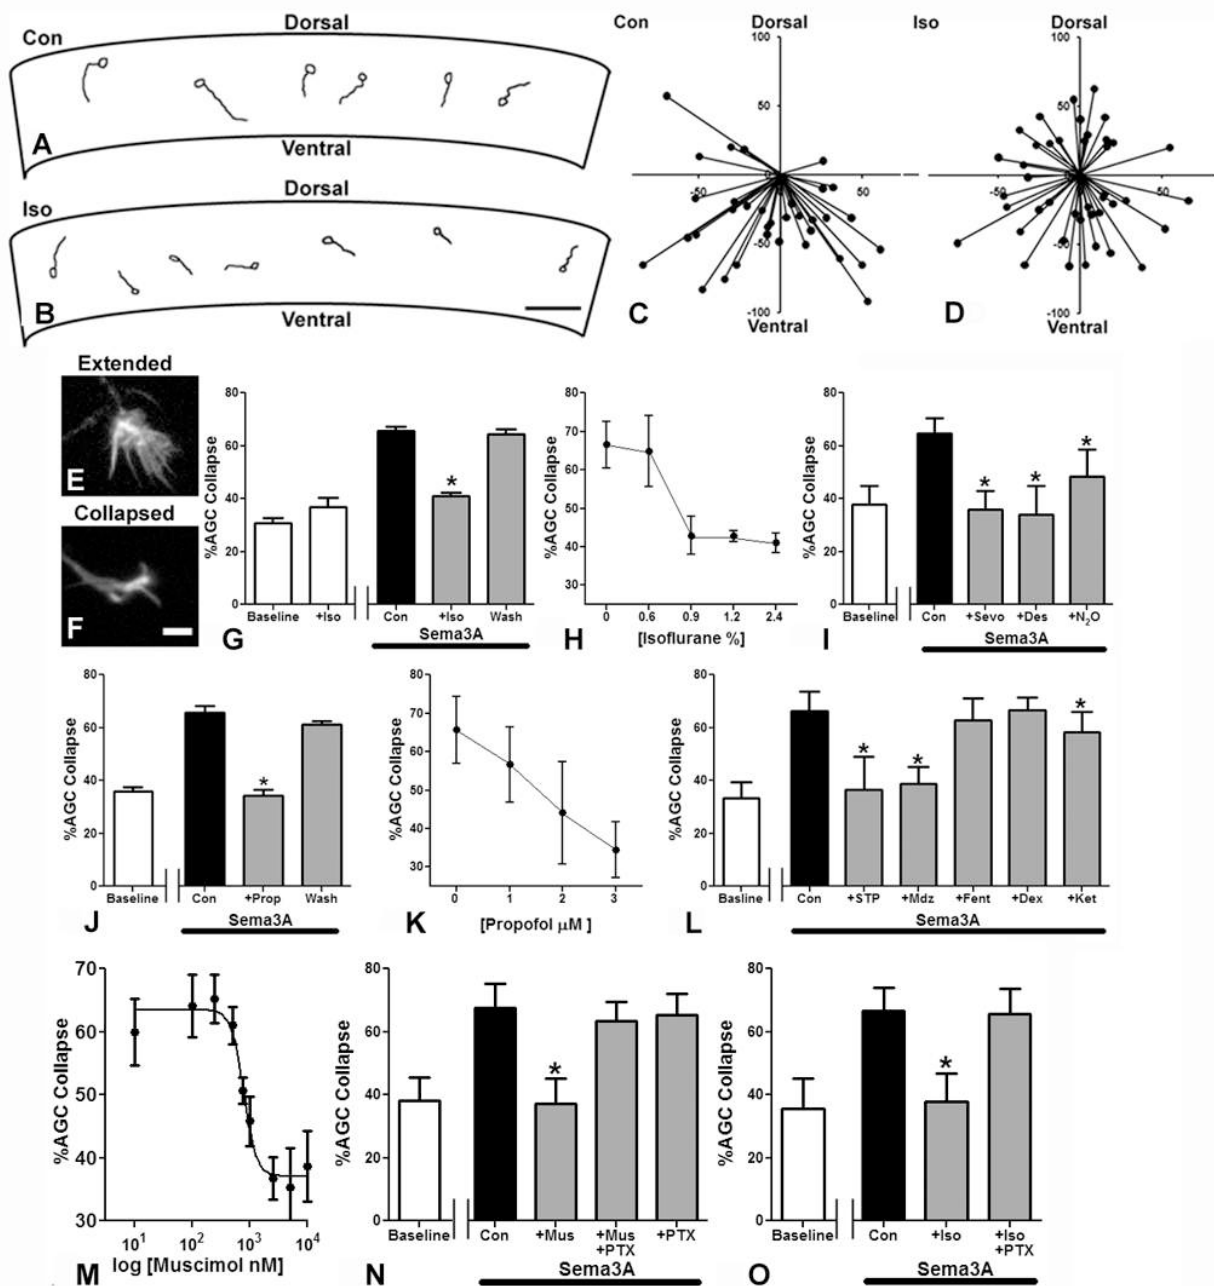 Con
Dorsal
A
Ventral
Iso
Dorsal
B
Ventral
Con
Dorsal
100
50
0
-50
50
-50
-100
C
Ventral
Iso
Dorsal
100
50
0
-50
50
-50
-100
D
Ventral
Extended
E
Collapsed
F
80
60
40
20
0
%AGC Collapse
Baseline
+Iso
Con
+Iso
Wash
*
Sema3A
G
80
70
60
50
40
30
%AGC Collapse
0
0.6
0.9
1.2
2.4
[Isoflurane %]
H
80
60
40
20
0
%AGC Collapse
*
*
*
Baseline
Con
+Sevo
+Des
+N₂O
Sema3A
I
80
60
40
20
0
%AGC Collapse
*
Baseline
Con
+Prop
Wash
Sema3A
J
80
70
60
50
40
30
%AGC Collapse
0
1
2
3
[Propofol µM ]
K
80
60
40
20
0
%AGC Collapse
*
*
*
Basline
Con
+STP
+Mdz
+Fent
+Dex
+Ket
Sema3A
L
70
60
50
40
30
%AGC Collapse
10¹
10²
10³
10⁴
log [Muscimol nM]
M
80
60
40
20
0
%AGC Collapse
*
Baseline
Con
+Mus
+Mus
+PTX
+PTX
Sema3A
N
80
60
40
20
0
%AGC Collapse
*
Baseline
Con
+Iso
+Iso
+PTX
Sema3A
O